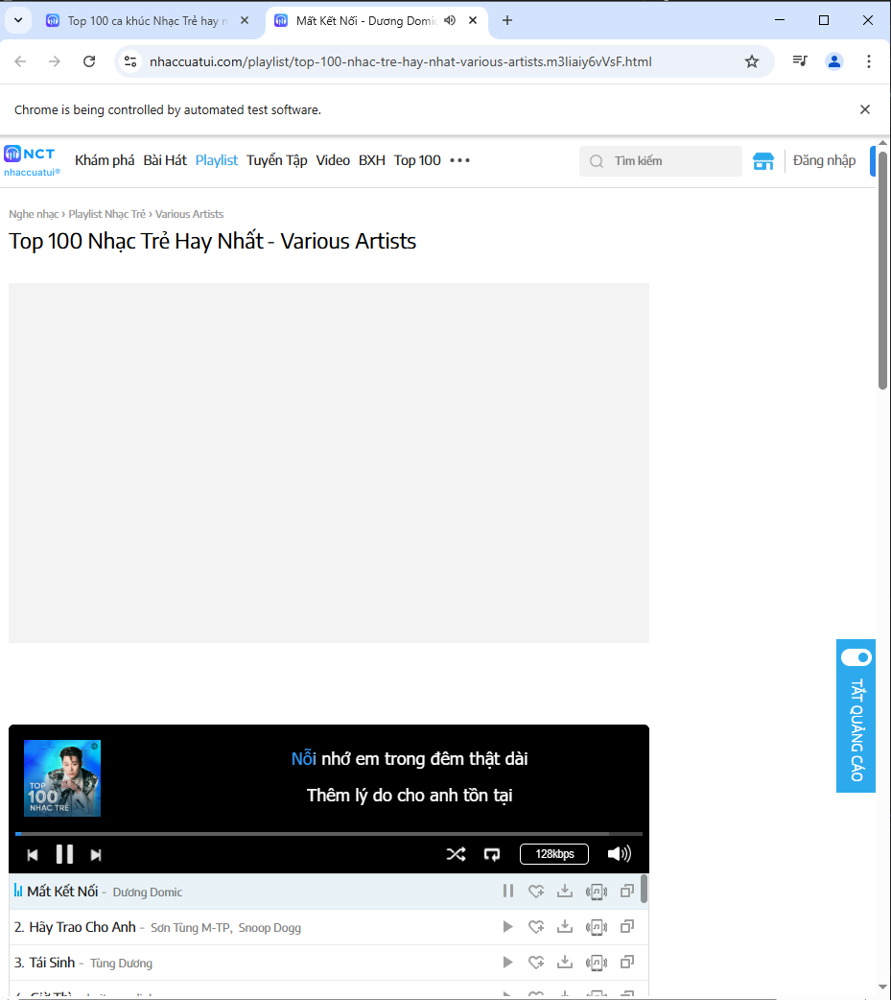 Top 100 ca khúc Nhạc Trẻ hay n
Mất Kết Nối - Dương Domic
nhaccuatui.com/playlist/top-100-nhac-tre-hay-nhat-various-artists.m3liaiy6vVsF.html
Chrome is being controlled by automated test software.
NCT
nhaccuatui®
Khám phá Bài Hát Playlist Tuyển Tập Video BXH Top 100
Tìm kiếm
Đăng nhập
Nghe nhạc › Playlist Nhạc Trẻ › Various Artists
Top 100 Nhạc Trẻ Hay Nhất - Various Artists
TẮT QUẢNG CÁO
TOP
100
NHẠC TRẺ
Nỗi nhớ em trong đêm thật dài
Thêm lý do cho anh tồn tại
128kbps
Mất Kết Nối - Dương Domic
2. Hãy Trao Cho Anh - Sơn Tùng M-TP, Snoop Dogg
3. Tái Sinh - Tùng Dương